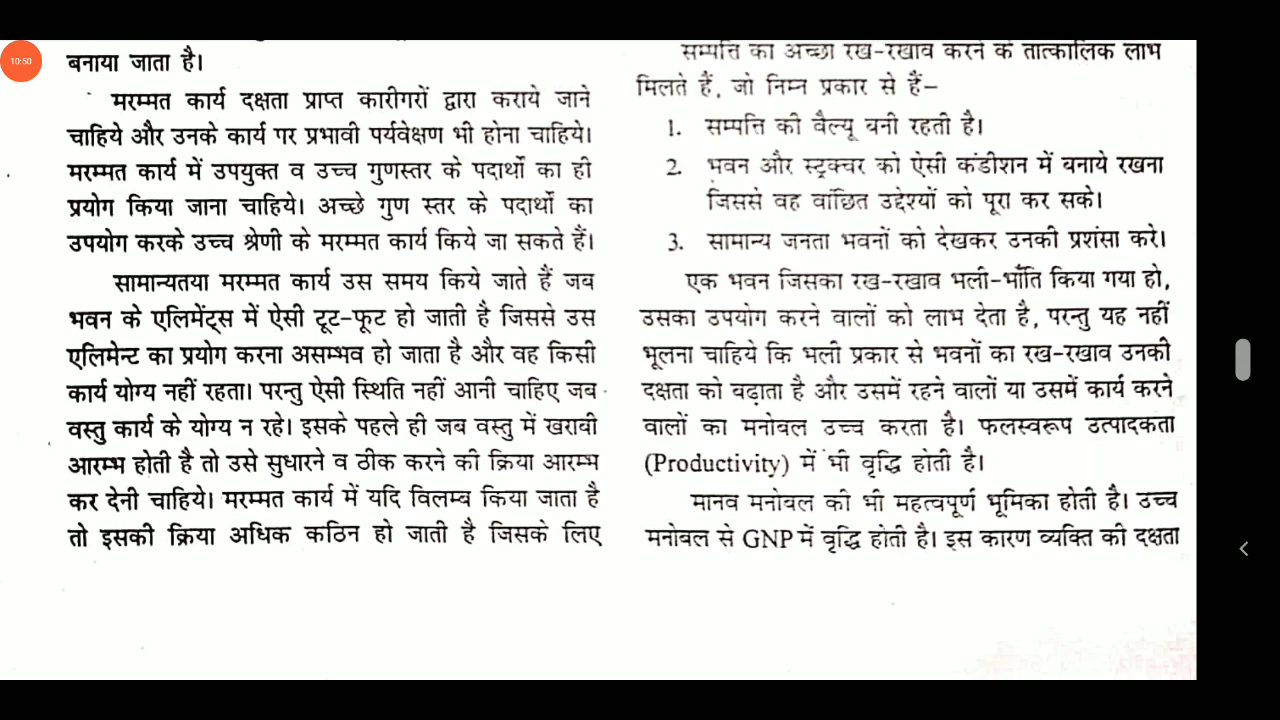 10:50
बनाया जाता है।
मरम्मत कार्य दक्षता प्राप्त कारीगरों द्वारा कराये जाने
चाहिये और उनके कार्य पर प्रभावी पर्यवेक्षण भी होना चाहिये।
मरम्मत कार्य में उपयुक्त व उच्च गुणस्तर के पदार्थों का ही
प्रयोग किया जाना चाहिये। अच्छे गुण स्तर के पदार्थों का
उपयोग करके उच्च श्रेणी के मरम्मत कार्य किये जा सकते हैं।
सामान्यतया मरम्मत कार्य उस समय किये जाते हैं जब
भवन के एलिमेंट्स में ऐसी टूट-फूट हो जाती है जिससे उस
एलिमेन्ट का प्रयोग करना असम्भव हो जाता है और वह किसी
कार्य योग्य नहीं रहता। परन्तु ऐसी स्थिति नहीं आनी चाहिए जब
वस्तु कार्य के योग्य न रहे। इसके पहले ही जब वस्तु में खराबी
आरम्भ होती है तो उसे सुधारने व ठीक करने की क्रिया आरम्भ
कर देनी चाहिये। मरम्मत कार्य में यदि विलम्ब किया जाता है
तो इसकी क्रिया अधिक कठिन हो जाती है जिसके लिए
सम्पत्ति का अच्छा रख-रखाव करने के तात्कालिक लाभ
मिलते हैं, जो निम्न प्रकार से हैं-
1. सम्पत्ति की वैल्यू बनी रहती है।
2. भवन और स्ट्रक्चर को ऐसी कंडीशन में बनाये रखना
जिससे वह वांछित उद्देश्यों को पूरा कर सके।
3. सामान्य जनता भवनों को देखकर उनकी प्रशंसा करे।
एक भवन जिसका रख-रखाव भली-भाँति किया गया हो,
उसका उपयोग करने वालों को लाभ देता है, परन्तु यह नहीं
भूलना चाहिये कि भली प्रकार से भवनों का रख-रखाव उनकी
दक्षता को बढ़ाता है और उसमें रहने वालों या उसमें कार्य करने
वालों का मनोबल उच्च करता है। फलस्वरूप उत्पादकता
(Productivity) में भी वृद्धि होती है।
मानव मनोबल की भी महत्वपूर्ण भूमिका होती है। उच्च
मनोबल से GNP में वृद्धि होती है। इस कारण व्यक्ति की दक्षता